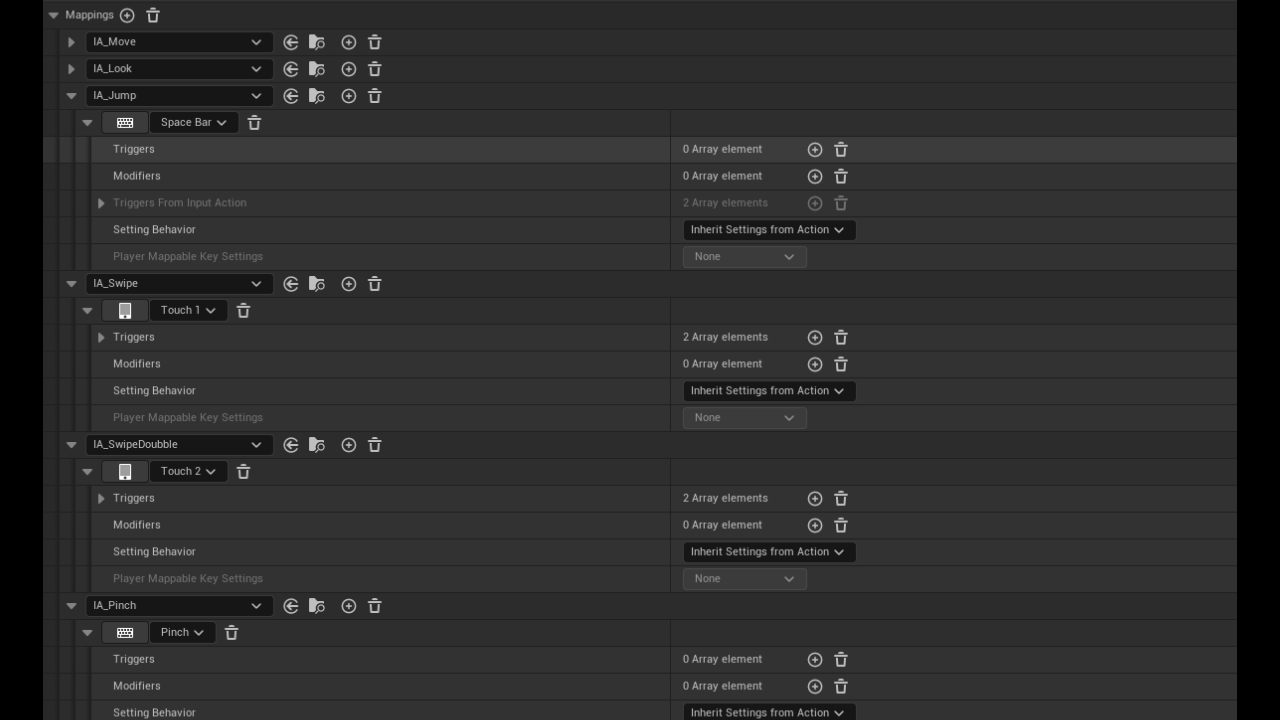 Mappings
IA_Move
IA_Look
IA_Jump
Space Bar
Triggers 0 Array element
Modifiers 0 Array element
Triggers From Input Action 2 Array elements
Setting Behavior Inherit Settings from Action
Player Mappable Key Settings None
IA_Swipe
Touch 1
Triggers 2 Array elements
Modifiers 0 Array element
Setting Behavior Inherit Settings from Action
Player Mappable Key Settings None
IA_SwipeDoubble
Touch 2
Triggers 2 Array elements
Modifiers 0 Array element
Setting Behavior Inherit Settings from Action
Player Mappable Key Settings None
IA_Pinch
Pinch
Triggers 0 Array element
Modifiers 0 Array element
Setting Behavior Inherit Settings from Action